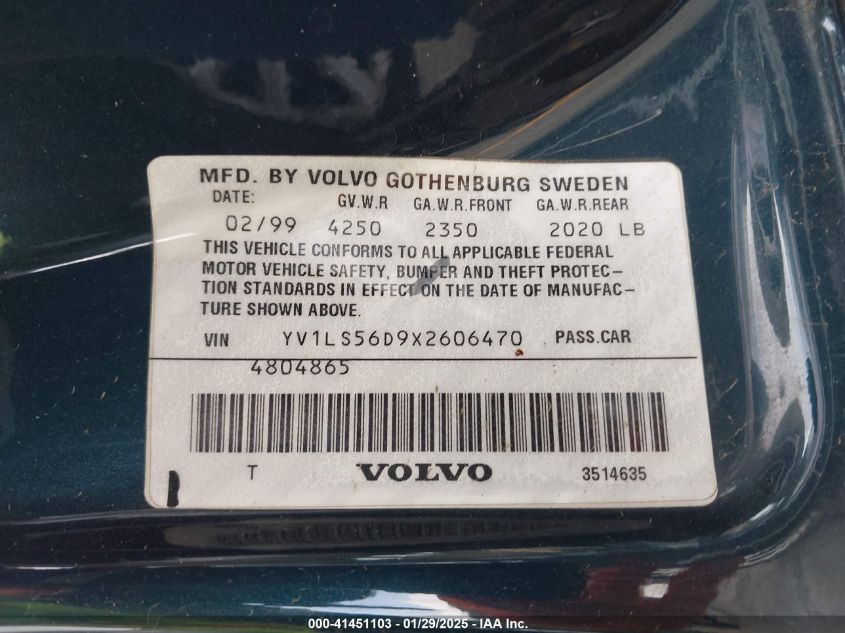 MFD. BY VOLVO GOTHENBURG SWEDEN
DATE: GV.W.R GA.W.R.FRONT GA.W.R.REAR
02/99 4250 2350 2020 LB
THIS VEHICLE CONFORMS TO ALL APPLICABLE FEDERAL
MOTOR VEHICLE SAFETY, BUMPER AND THEFT PROTEC-
TION STANDARDS IN EFFECT ON THE DATE OF MANUFAC-
TURE SHOWN ABOVE.
VIN YV1LS56D9X2606470 PASS.CAR
4804865
T VOLVO 3514635
00 - 41451103 - 01/29/2025 - IAA Inc.